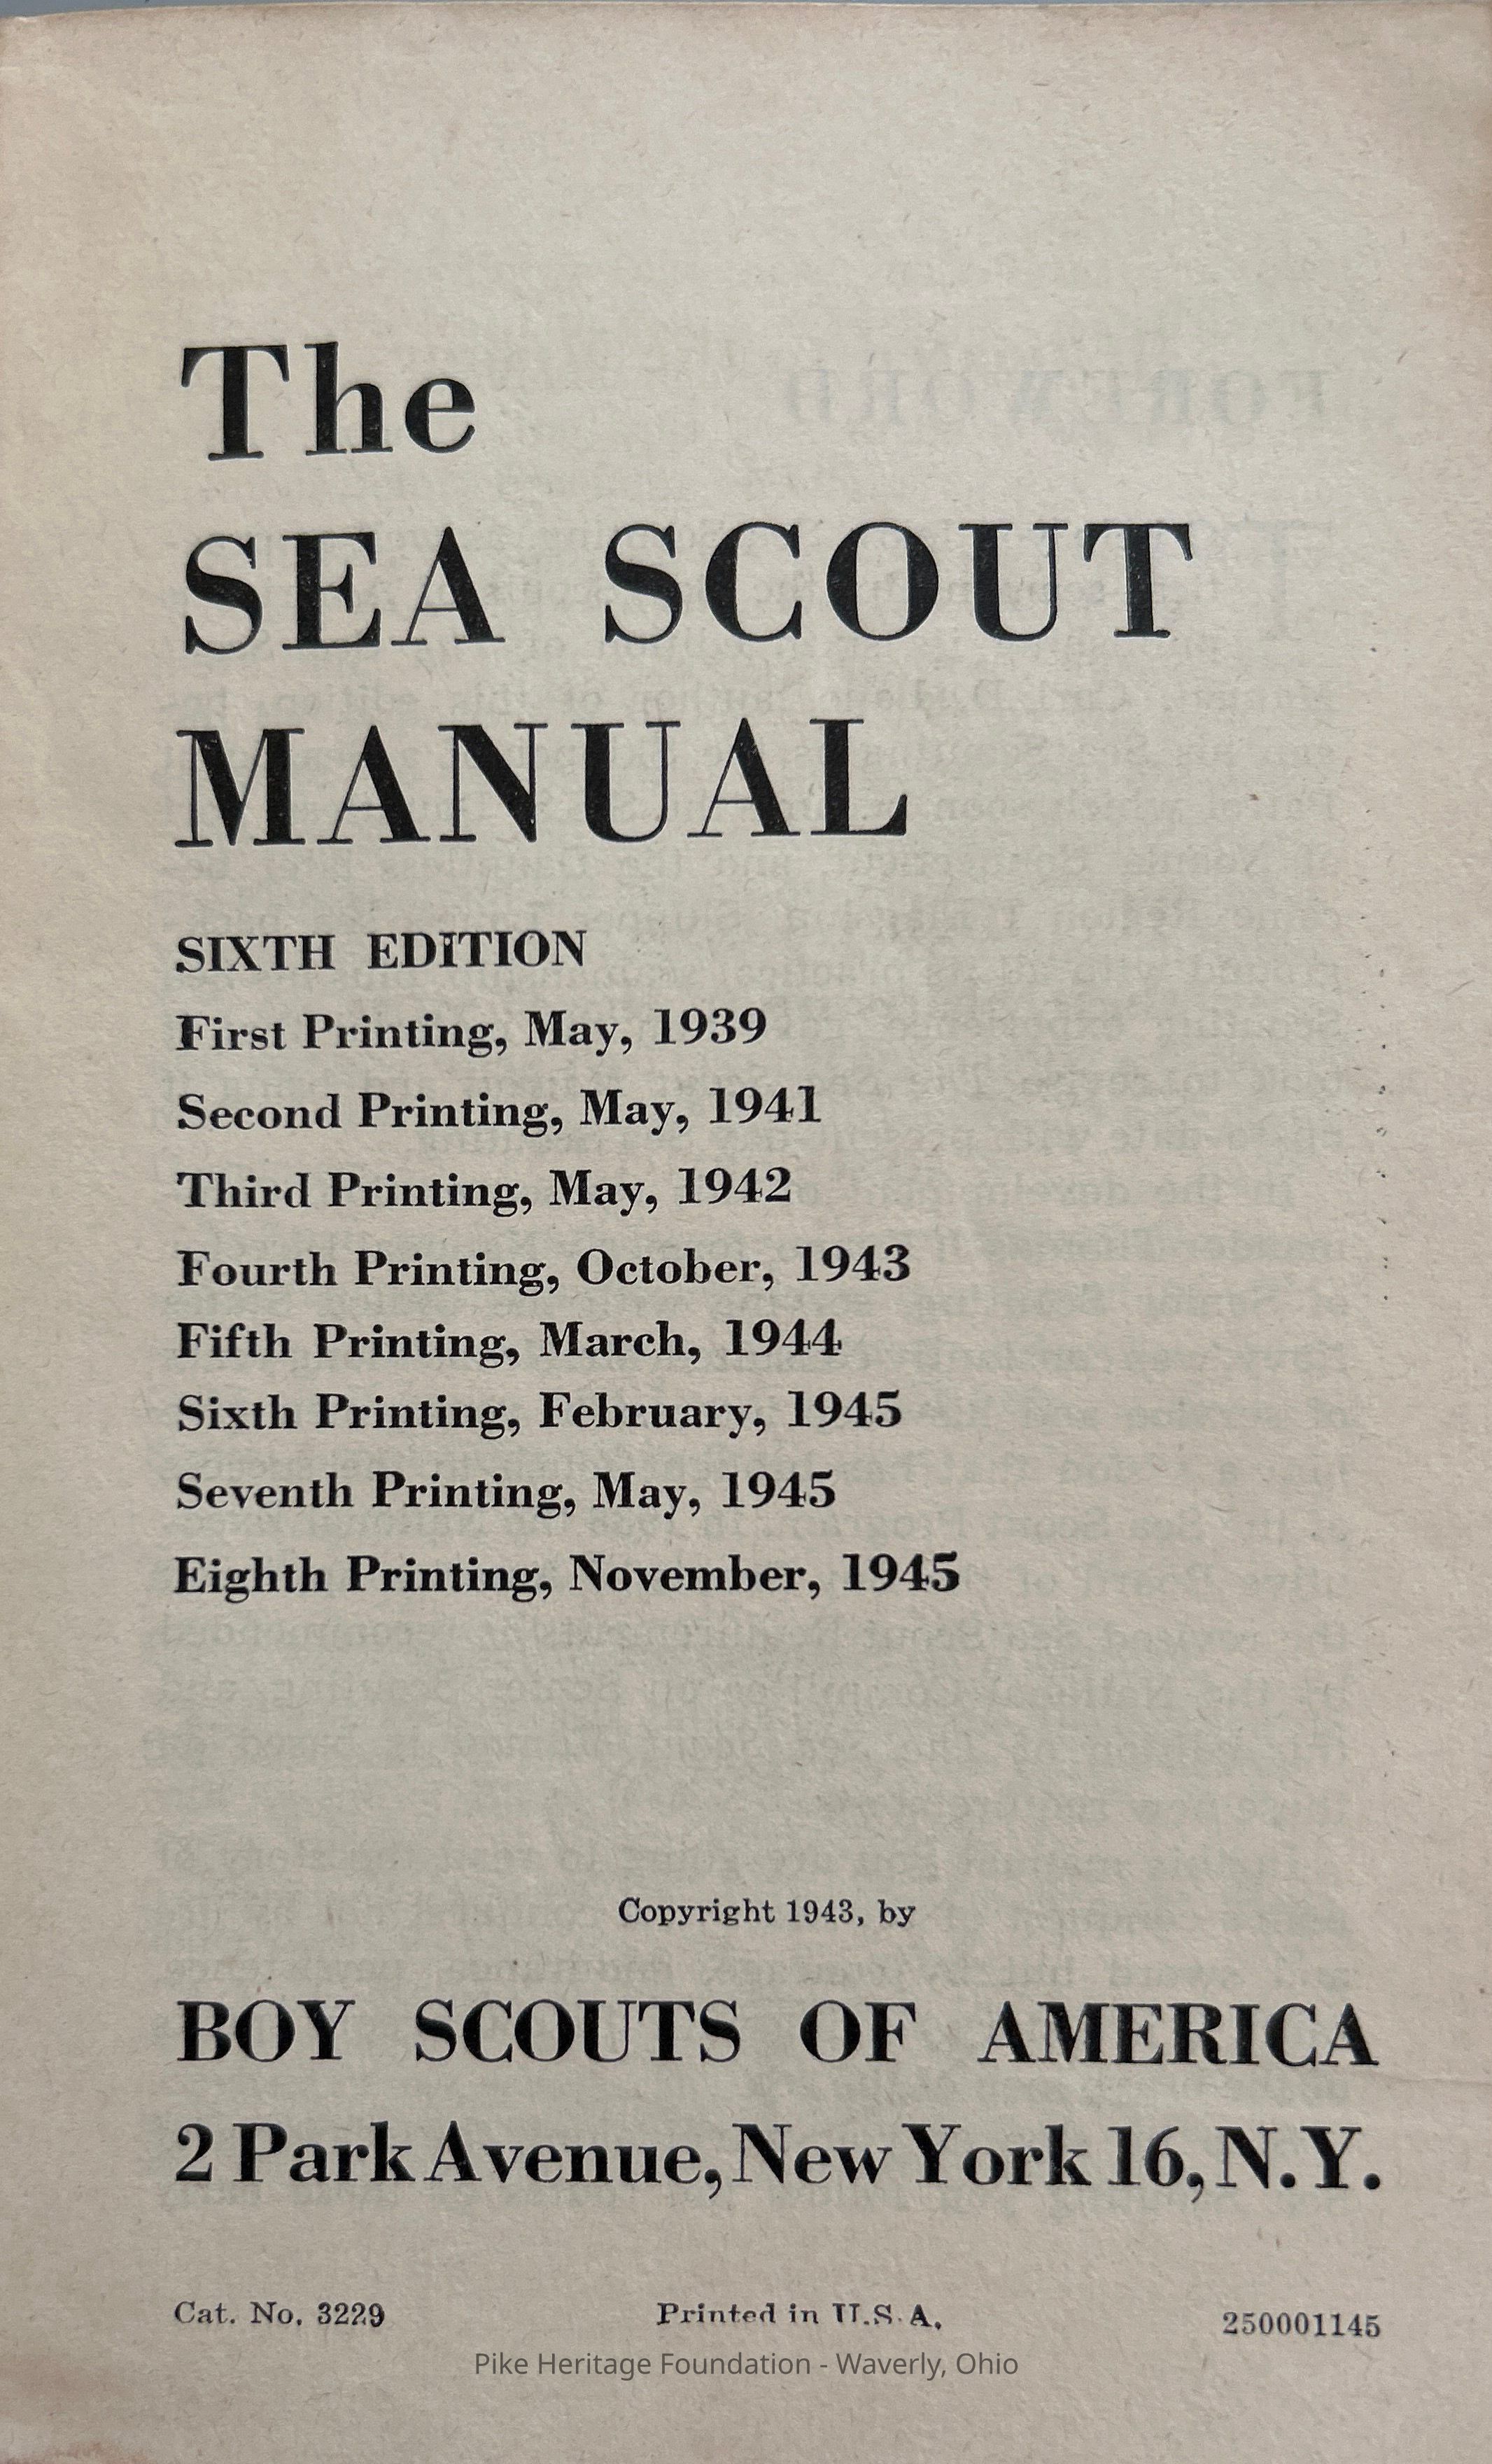 The
SEA SCOUT
MANUAL
SIXTH EDITION
First Printing, May, 1939
Second Printing, May, 1941
Third Printing, May, 1942
Fourth Printing, October, 1943
Fifth Printing, March, 1944
Sixth Printing, February, 1945
Seventh Printing, May, 1945
Eighth Printing, November, 1945
Copyright 1943, by
BOY SCOUTS OF AMERICA
2 Park Avenue, New York 16, N.Y.
Cat. No. 3229 Printed in U.S.A. 250001145
Pike Heritage Foundation - Waverly, Ohio